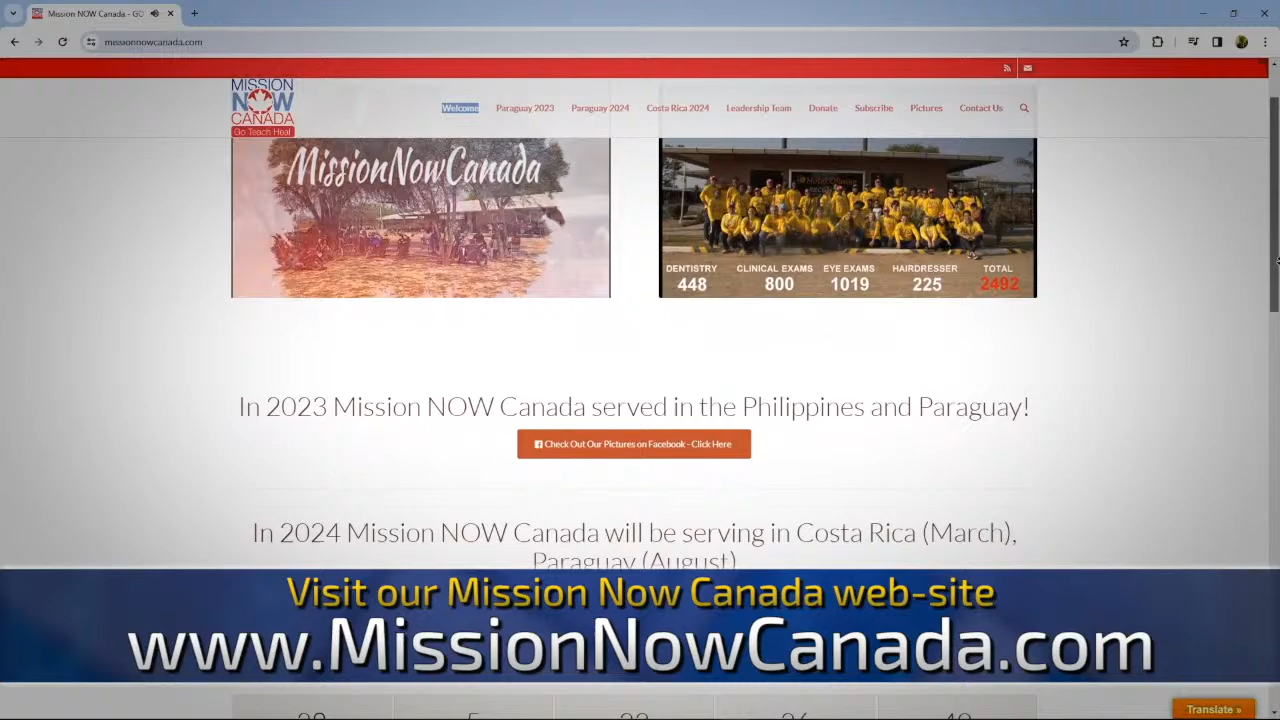 Mission NOW Canada - GO
missionnowcanada.com
MISSION
NOW
CANADA
Go Teach Heal
Welcome
Paraguay 2023
Paraguay 2024
Costa Rica 2024
Leadership Team
Donate
Subscribe
Pictures
Contact Us
MissionNowCanada
DENTISTRY CLINICAL EXAMS EYE EXAMS HAIRDRESSER TOTAL
448 800 1019 225 2492
In 2023 Mission NOW Canada served in the Philippines and Paraguay!
Check Out Our Pictures on Facebook - Click Here
In 2024 Mission NOW Canada will be serving in Costa Rica (March),
Paraguay (August)
Visit our Mission Now Canada web-site
www.MissionNowCanada.com
Translate »